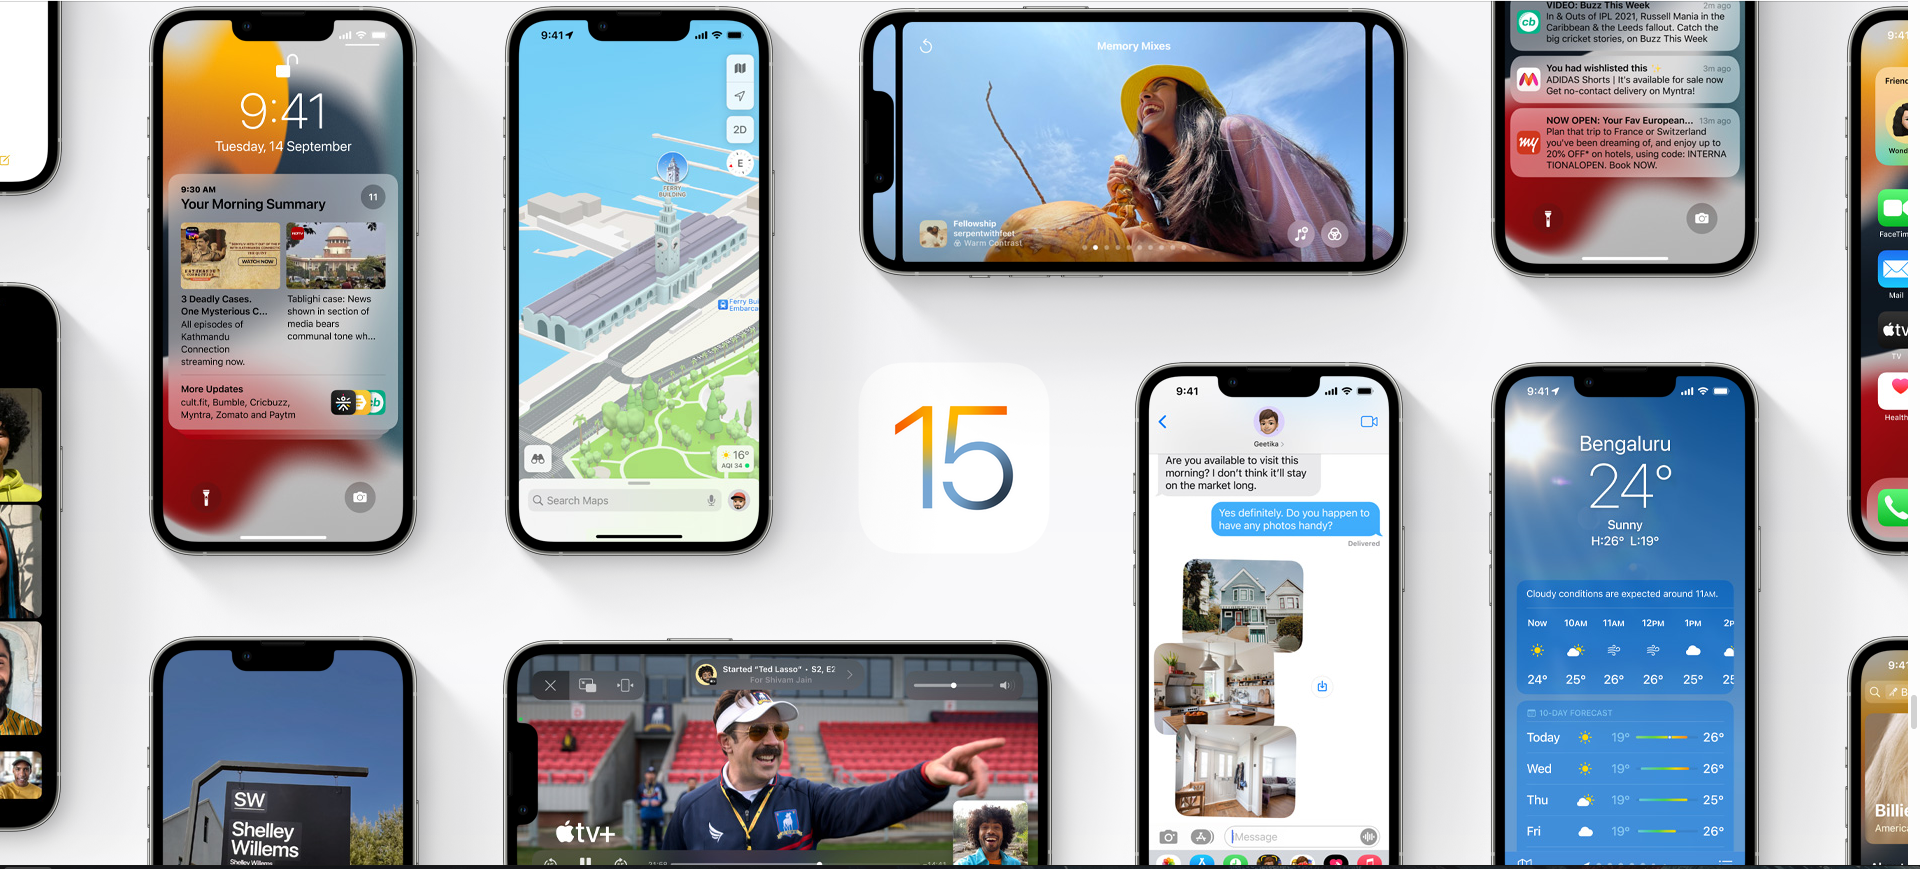 9:41
Tuesday, 14 September
9:30 AM
Your Morning Summary
11
WATCH NOW
3 Deadly Cases.
One Mysterious C...
All episodes of
Kathmandu
Connection
streaming now.
Tablighi case: News
shown in section of
media bears
communal tone wh...
More Updates
cult.fit, Bumble, Cricbuzz,
Myntra, Zomato and Paytm
cb
9:41
2D
E
FERRY
BUILDING
Ferry Bui
Embarca
16°
AQI 34
Search Maps
Memory Mixes
Fellowship
serpentwithfeet
Warm Contrast
VIDEO: Buzz This Week
2m ago
In & Outs of IPL 2021, Russell Mania in the
Caribbean & the Leeds fallout. Catch the
big cricket stories, on Buzz This Week
cb
You had wishlisted this
3m ago
ADIDAS Shorts | It's available for sale now
Get no-contact delivery on Myntra!
NOW OPEN: Your Fav European...
13m ago
my
Plan that trip to France or Switzerland
you've been dreaming of, and enjoy up to
20% OFF* on hotels, using code: INTERNA
TIONALOPEN. Book NOW.
9:41
Friend
Wond
FaceTim
Mail
tv
TV
Health
15
9:41
Geetika
Are you available to visit this
morning? I don't think it'll stay
on the market long.
Yes definitely. Do you happen to
have any photos handy?
Delivered
Message
9:41
Bengaluru
24°
Sunny
H:26° L:19°
Cloudy conditions are expected around 11AM.
Now 10AM 11AM 12PM 1PM 2P
24° 25° 26° 26° 25° 25
10-DAY FORECAST
Today 19° 26°
Wed 19° 26°
Thu 19° 25°
Fri 19° 26°
SW
Shelley
Willems
Shelley Willems
Started "Ted Lasso" • S2, E2
For Shivam Jain
tv+
21:58
-14:41
9:41
B
Billie
America